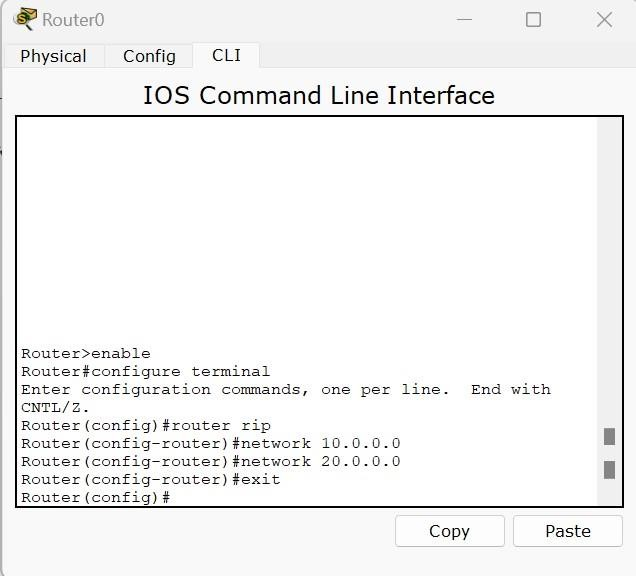 Router0
Physical Config CLI
IOS Command Line Interface
Router>enable
Router#configure terminal
Enter configuration commands, one per line.  End with
CNTL/Z.
Router(config)#router rip
Router(config-router)#network 10.0.0.0
Router(config-router)#network 20.0.0.0
Router(config-router)#exit
Router(config)#
Copy Paste